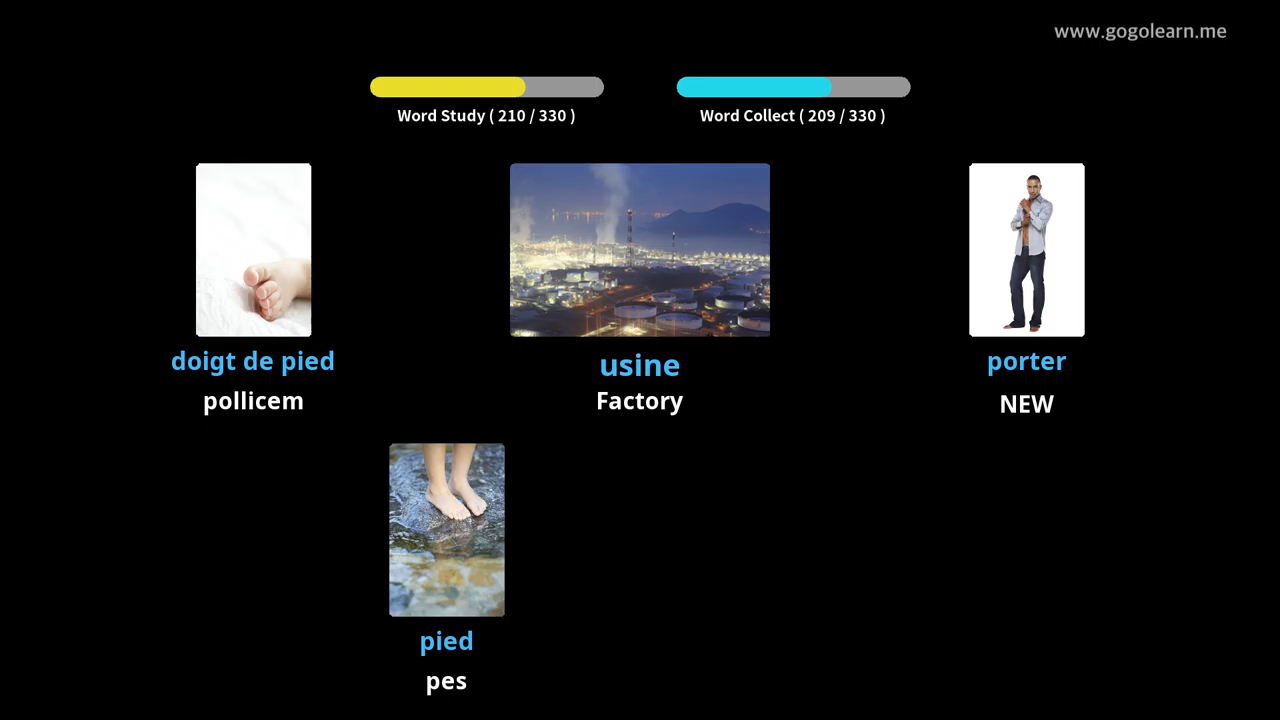 www.gogolearn.me
Word Study ( 210 / 330 )
Word Collect ( 209 / 330 )
doigt de pied
pollicem
usine
Factory
porter
NEW
pied
pes